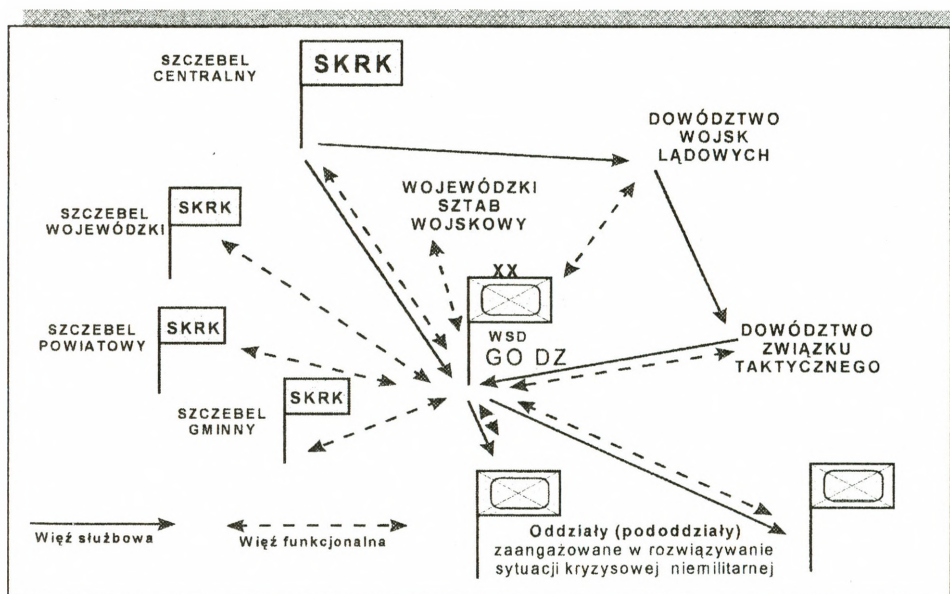 SZCZEBEL
CENTRALNY
SKRK
DOWÓDZTWO
WOJSK
LĄDOWYCH
WOJEWÓDZKI
SZTAB
WOJSKOWY
SZCZEBEL
WOJEWÓDZKI
SKRK
XX
WSD
GO DZ
SZCZEBEL
POWIATOWY
SKRK
DOWÓDZTWO
ZWIĄZKU
TAKTYCZNEGO
SZCZEBEL
GMINNY
SKRK
Więź służbowa
Więź funkcjonalna
Oddziały (pododdziały)
zaangażowane w rozwiązywanie
sytuacji kryzysowej niemilitarnej